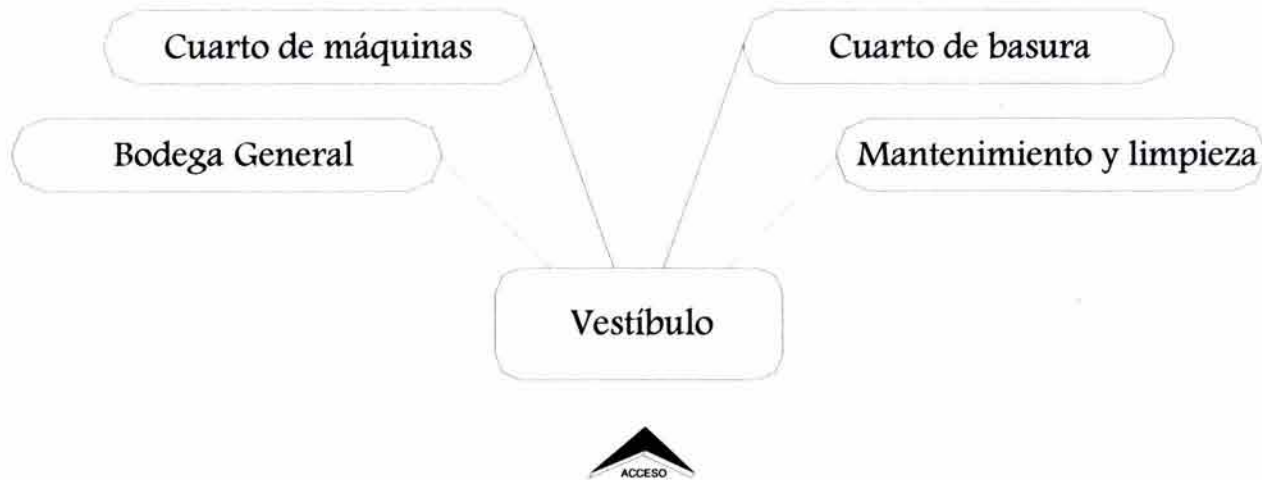 Cuarto de máquinas
Cuarto de basura
Bodega General
Mantenimiento y limpieza
Vestíbulo
ACCESO